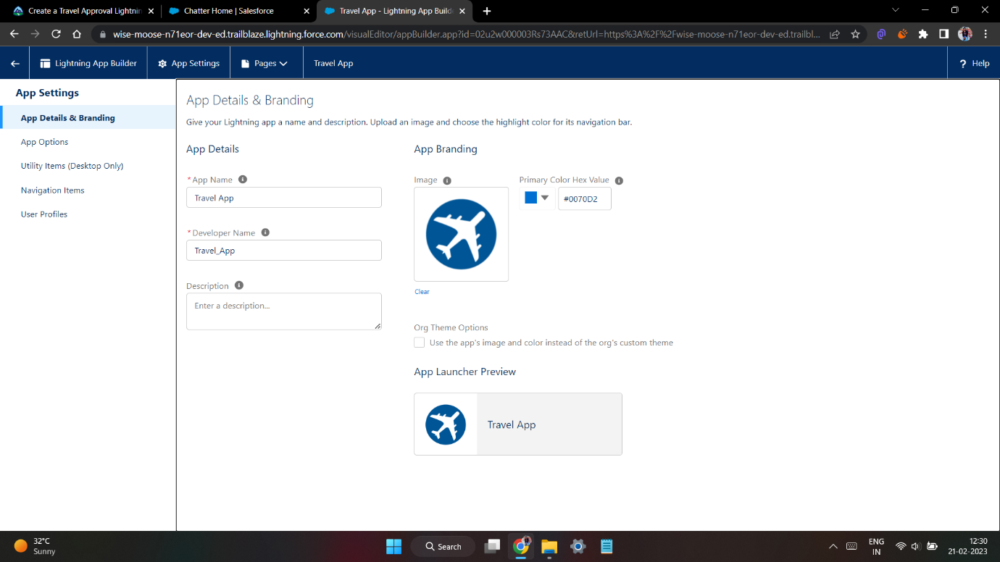 Create a Travel Approval Lightnin
Chatter Home | Salesforce
Travel App - Lightning App Build
wise-moose-n71eor-dev-ed.trailblaze.lightning.force.com/visualEditor/appBuilder.app?id=02u2w000003Rs73AAC&retUrl=https%3A%2F%2Fwise-moose-n71eor-dev-ed.trailbl...
Lightning App Builder
App Settings
Pages
Travel App
? Help
App Settings
App Details & Branding
App Options
Utility Items (Desktop Only)
Navigation Items
User Profiles
App Details & Branding
Give your Lightning app a name and description. Upload an image and choose the highlight color for its navigation bar.
App Details
*App Name
Travel App
*Developer Name
Travel_App
Description
Enter a description...
App Branding
Image
Clear
Primary Color Hex Value
#0070D2
Org Theme Options
Use the app's image and color instead of the org's custom theme
App Launcher Preview
Travel App
32°C
Sunny
Search
ENG
IN
12:30
21-02-2023